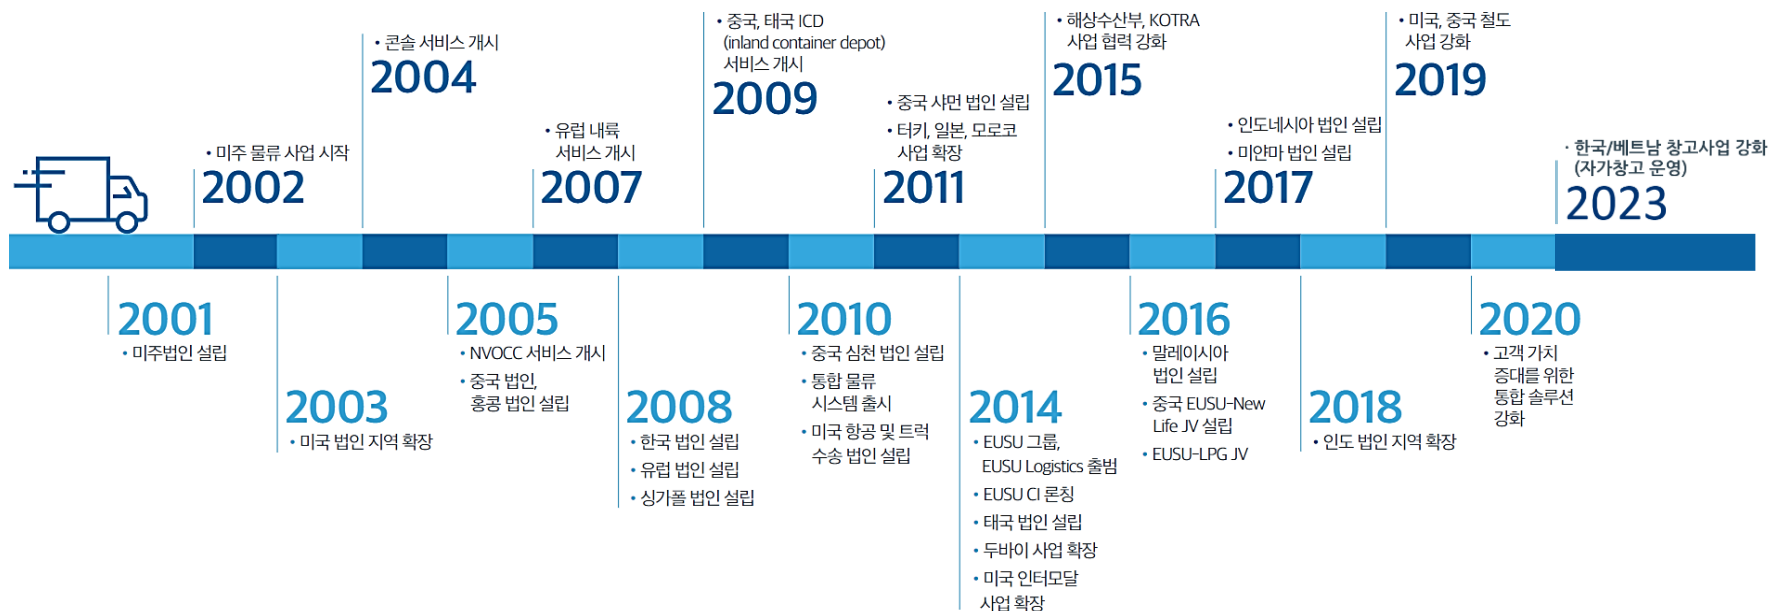 • 콘솔 서비스 개시
2004
• 중국, 태국 ICD
(inland container depot)
서비스 개시
2009
• 해상수산부, KOTRA
사업 협력 강화
2015
• 미국, 중국 철도
사업 강화
2019
• 미주 물류 사업 시작
2002
• 유럽 내륙
서비스 개시
2007
• 중국 샤먼 법인 설립
• 터키, 일본, 모로코
사업 확장
2011
• 인도네시아 법인 설립
• 미얀마 법인 설립
2017
· 한국/베트남 창고사업 강화
(자가창고 운영)
2023
2001
• 미주법인 설립
2005
• NVOCC 서비스 개시
• 중국 법인,
홍콩 법인 설립
2010
• 중국 심천 법인 설립
• 통합 물류
시스템 출시
• 미국 항공 및 트럭
수송 법인 설립
2016
• 말레이시아
법인 설립
• 중국 EUSU-New
Life JV 설립
• EUSU-LPG JV
2020
• 고객 가치
증대를 위한
통합 솔루션
강화
2003
• 미국 법인 지역 확장
2008
• 한국 법인 설립
• 유럽 법인 설립
• 싱가폴 법인 설립
2014
• EUSU 그룹,
EUSU Logistics 출범
• EUSU CI 론칭
• 태국 법인 설립
• 두바이 사업 확장
• 미국 인터모달
사업 확장
2018
• 인도 법인 지역 확장